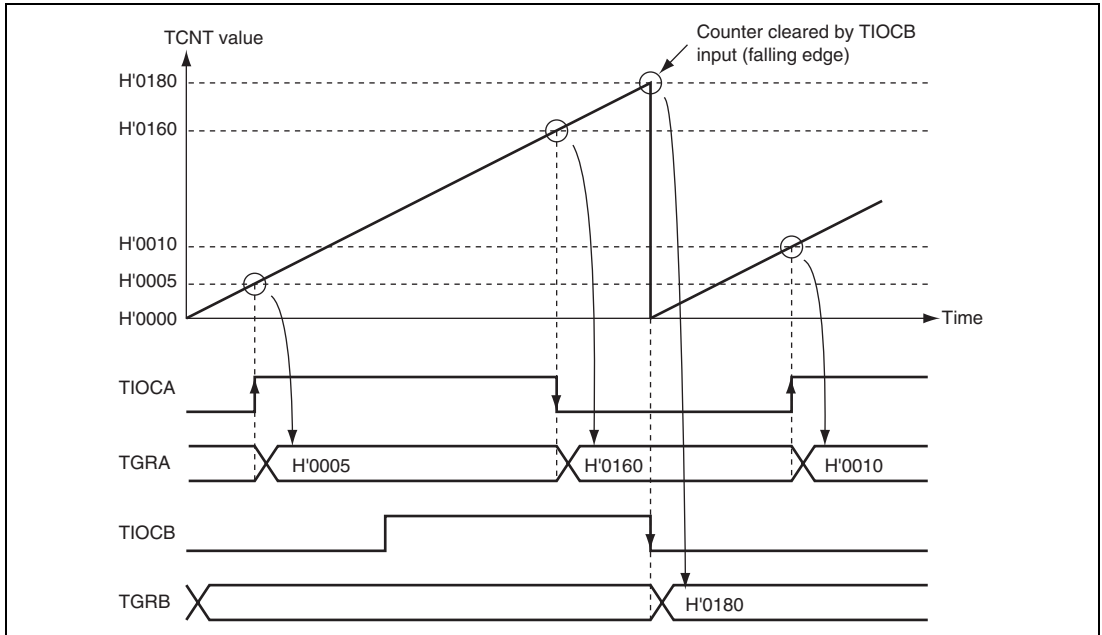 TCNT value
Counter cleared by TIOCB
input (falling edge)
H'0180
H'0160
H'0010
H'0005
H'0000
Time
TIOCA
TGRA
H'0005
H'0160
H'0010
TIOCB
TGRB
H'0180